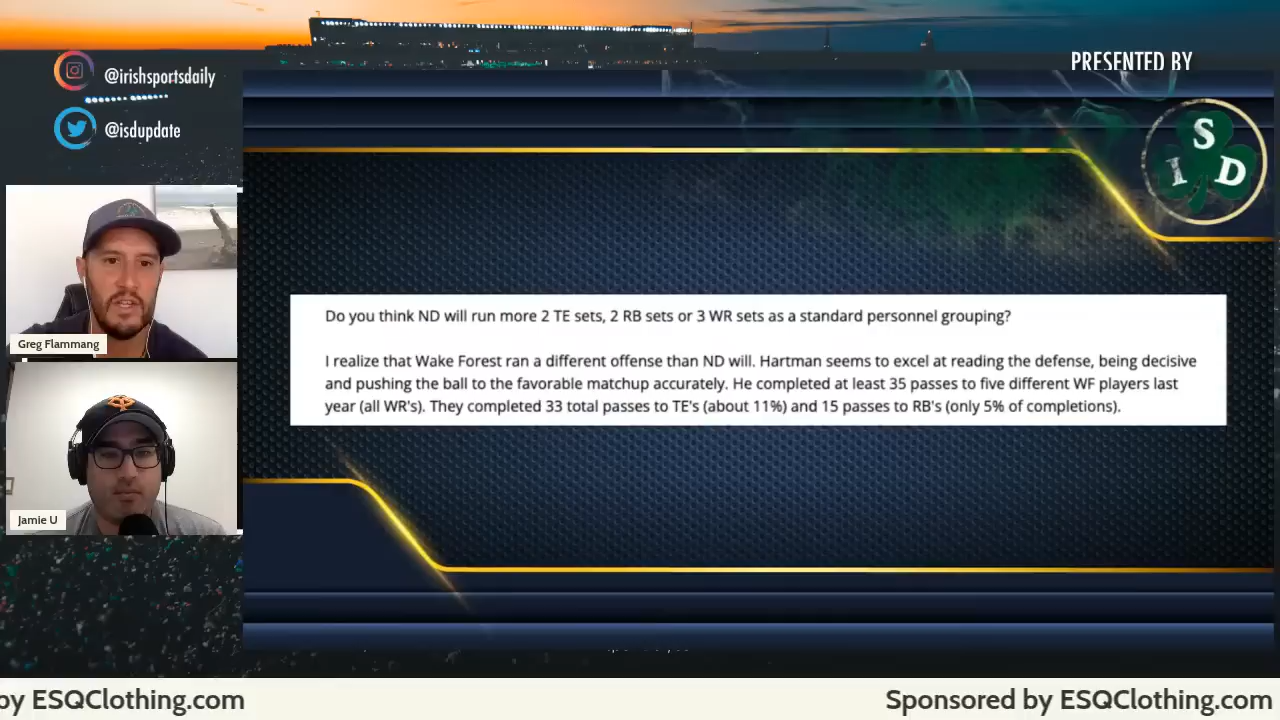 PRESENTED BY
@irishsportsdaily
@isdupdate
I S D
Greg Flammang
Jamie U
Do you think ND will run more 2 TE sets, 2 RB sets or 3 WR sets as a standard personnel grouping?
I realize that Wake Forest ran a different offense than ND will. Hartman seems to excel at reading the defense, being decisive
and pushing the ball to the favorable matchup accurately. He completed at least 35 passes to five different WF players last
year (all WR's). They completed 33 total passes to TE's (about 11%) and 15 passes to RB's (only 5% of completions).
by ESQClothing.com
Sponsored by ESQClothing.com